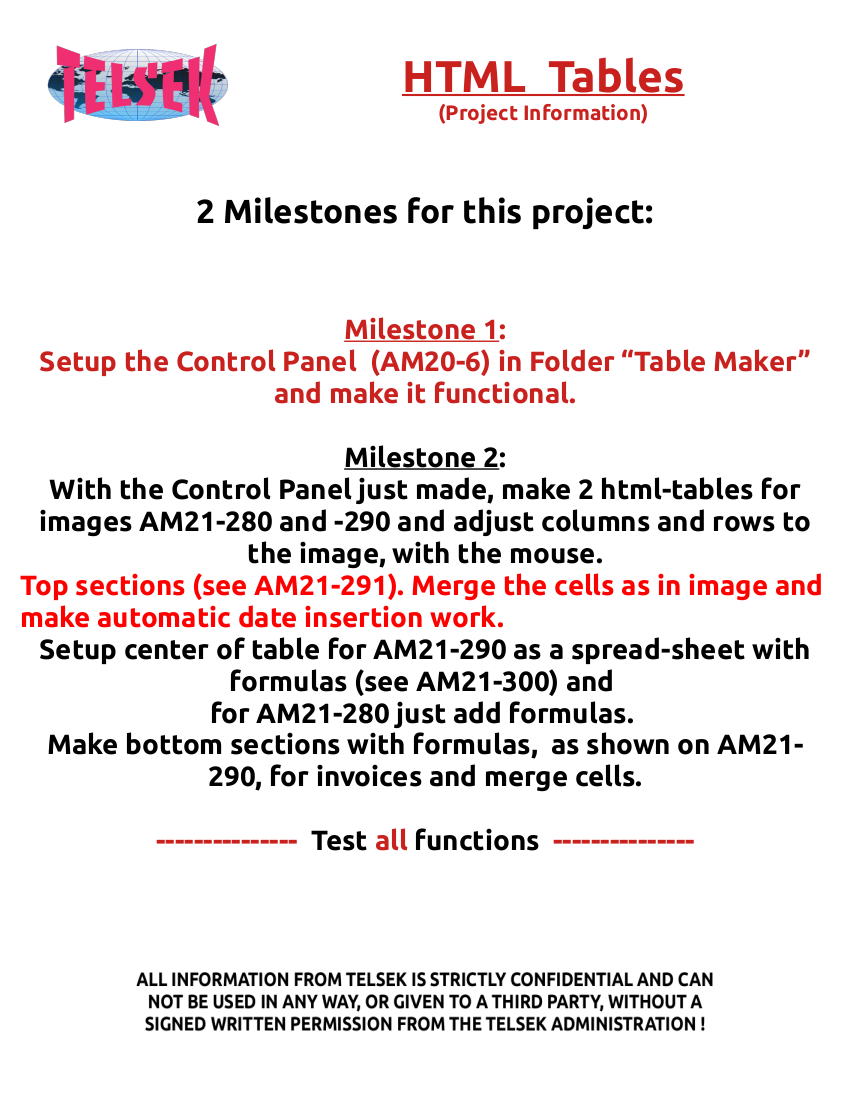 TELSEK
HTML  Tables
(Project Information)
2 Milestones for this project:
Milestone 1:
Setup the Control Panel  (AM20-6) in Folder “Table Maker”
and make it functional.
Milestone 2:
With the Control Panel just made, make 2 html-tables for
images AM21-280 and -290 and adjust columns and rows to
the image, with the mouse.
Top sections (see AM21-291). Merge the cells as in image and
make automatic date insertion work.
Setup center of table for AM21-290 as a spread-sheet with
formulas (see AM21-300) and
for AM21-280 just add formulas.
Make bottom sections with formulas,  as shown on AM21-
290, for invoices and merge cells.
---------------  Test all functions  ---------------
ALL INFORMATION FROM TELSEK IS STRICTLY CONFIDENTIAL AND CAN
NOT BE USED IN ANY WAY, OR GIVEN TO A THIRD PARTY, WITHOUT A
SIGNED WRITTEN PERMISSION FROM THE TELSEK ADMINISTRATION !